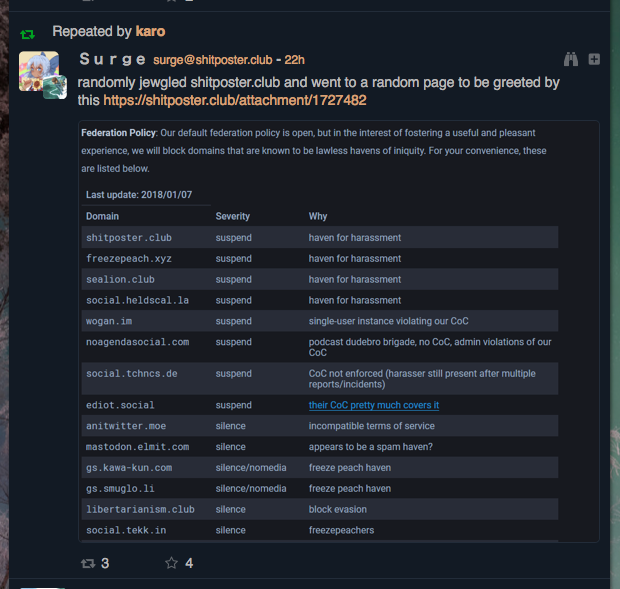 Repeated by karo
S u r g e surge@shitposter.club - 22h
randomly jewgled shitposter.club and went to a random page to be greeted by
this https://shitposter.club/attachment/1727482
Federation Policy: Our default federation policy is open, but in the interest of fostering a useful and pleasant
experience, we will block domains that are known to be lawless havens of iniquity. For your convenience, these
are listed below.
Last update: 2018/01/07
Domain Severity Why
shitposter.club suspend haven for harassment
freezepeach.xyz suspend haven for harassment
sealion.club suspend haven for harassment
social.heldscal.la suspend haven for harassment
wogan.im suspend single-user instance violating our CoC
noagendasocial.com suspend podcast dudebro brigade, no CoC, admin violations of our
CoC
social.tchncs.de suspend CoC not enforced (harasser still present after multiple
reports/incidents)
ediot.social suspend their CoC pretty much covers it
anitwitter.moe silence incompatible terms of service
mastodon.elmit.com silence appears to be a spam haven?
gs.kawa-kun.com silence/nomedia freeze peach haven
gs.smuglo.li silence/nomedia freeze peach haven
libertarianism.club silence block evasion
social.tekk.in silence freezepeachers
3 4